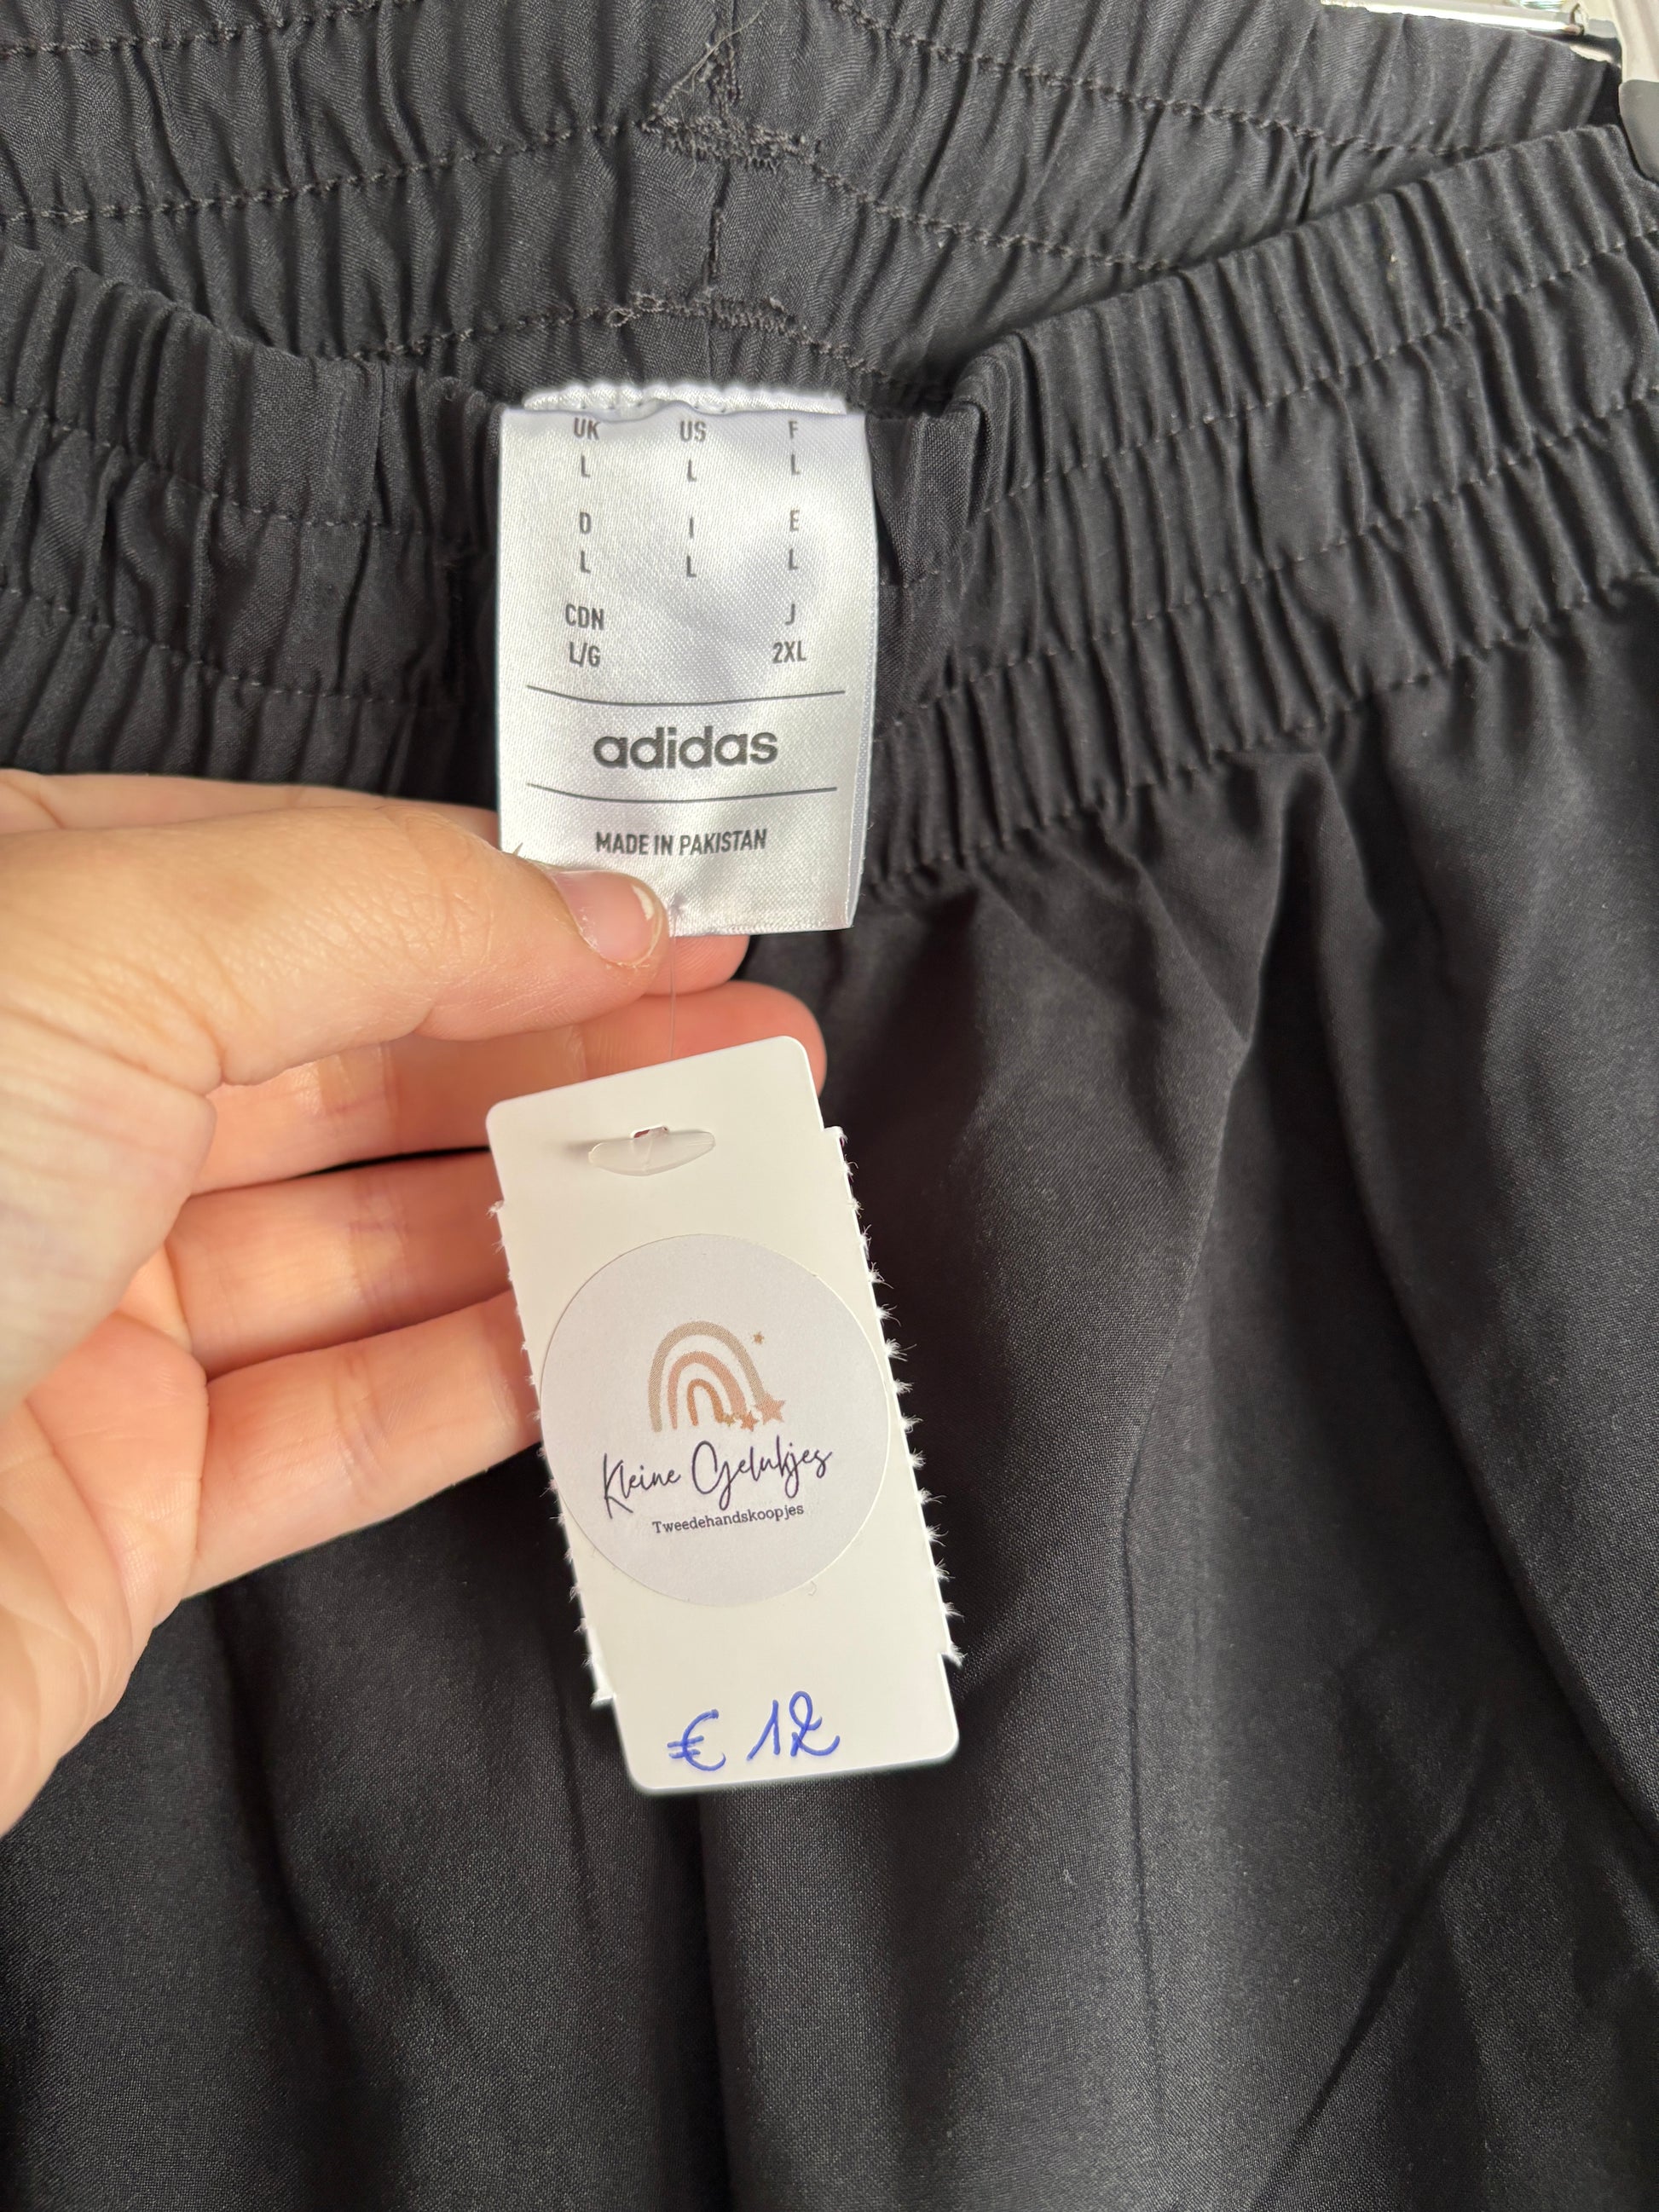 UK US F
L L L
D I E
L L L
CDN J
L/G 2XL
adidas
MADE IN PAKISTAN
Kleine Gelukjes
Tweedehandskoopjes
€ 12